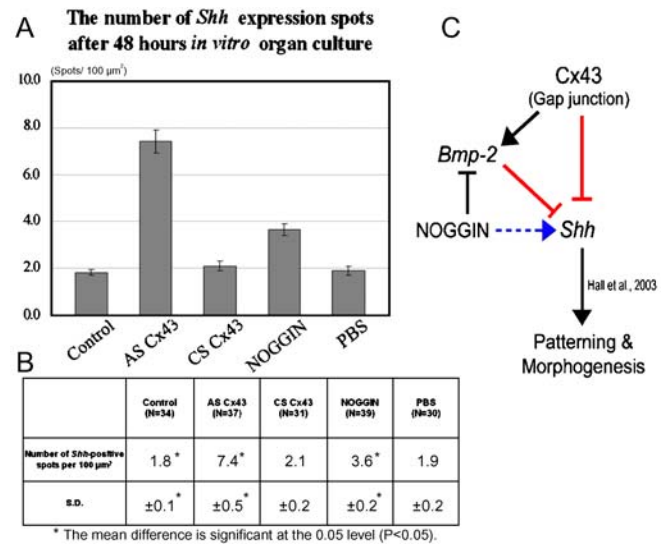 A
The number of Shh expression spots
after 48 hours in vitro organ culture
(Spots/ 100 μm²)
10.0
8.0
6.0
4.0
2.0
0.0
Control
AS Cx43
CS Cx43
NOGGIN
PBS
B
Control (N=34) AS Cx43 (N=37) CS Cx43 (N=31) NOGGIN (N=39) PBS (N=30)
Number of Shh-positive spots per 100 μm² 1.8* 7.4* 2.1 3.6* 1.9
S.D. ±0.1* ±0.5* ±0.2 ±0.2* ±0.2
* The mean difference is significant at the 0.05 level (P<0.05).
C
Cx43
(Gap junction)
Bmp-2
NOGGIN
Shh
Hall et al., 2003
Patterning &
Morphogenesis